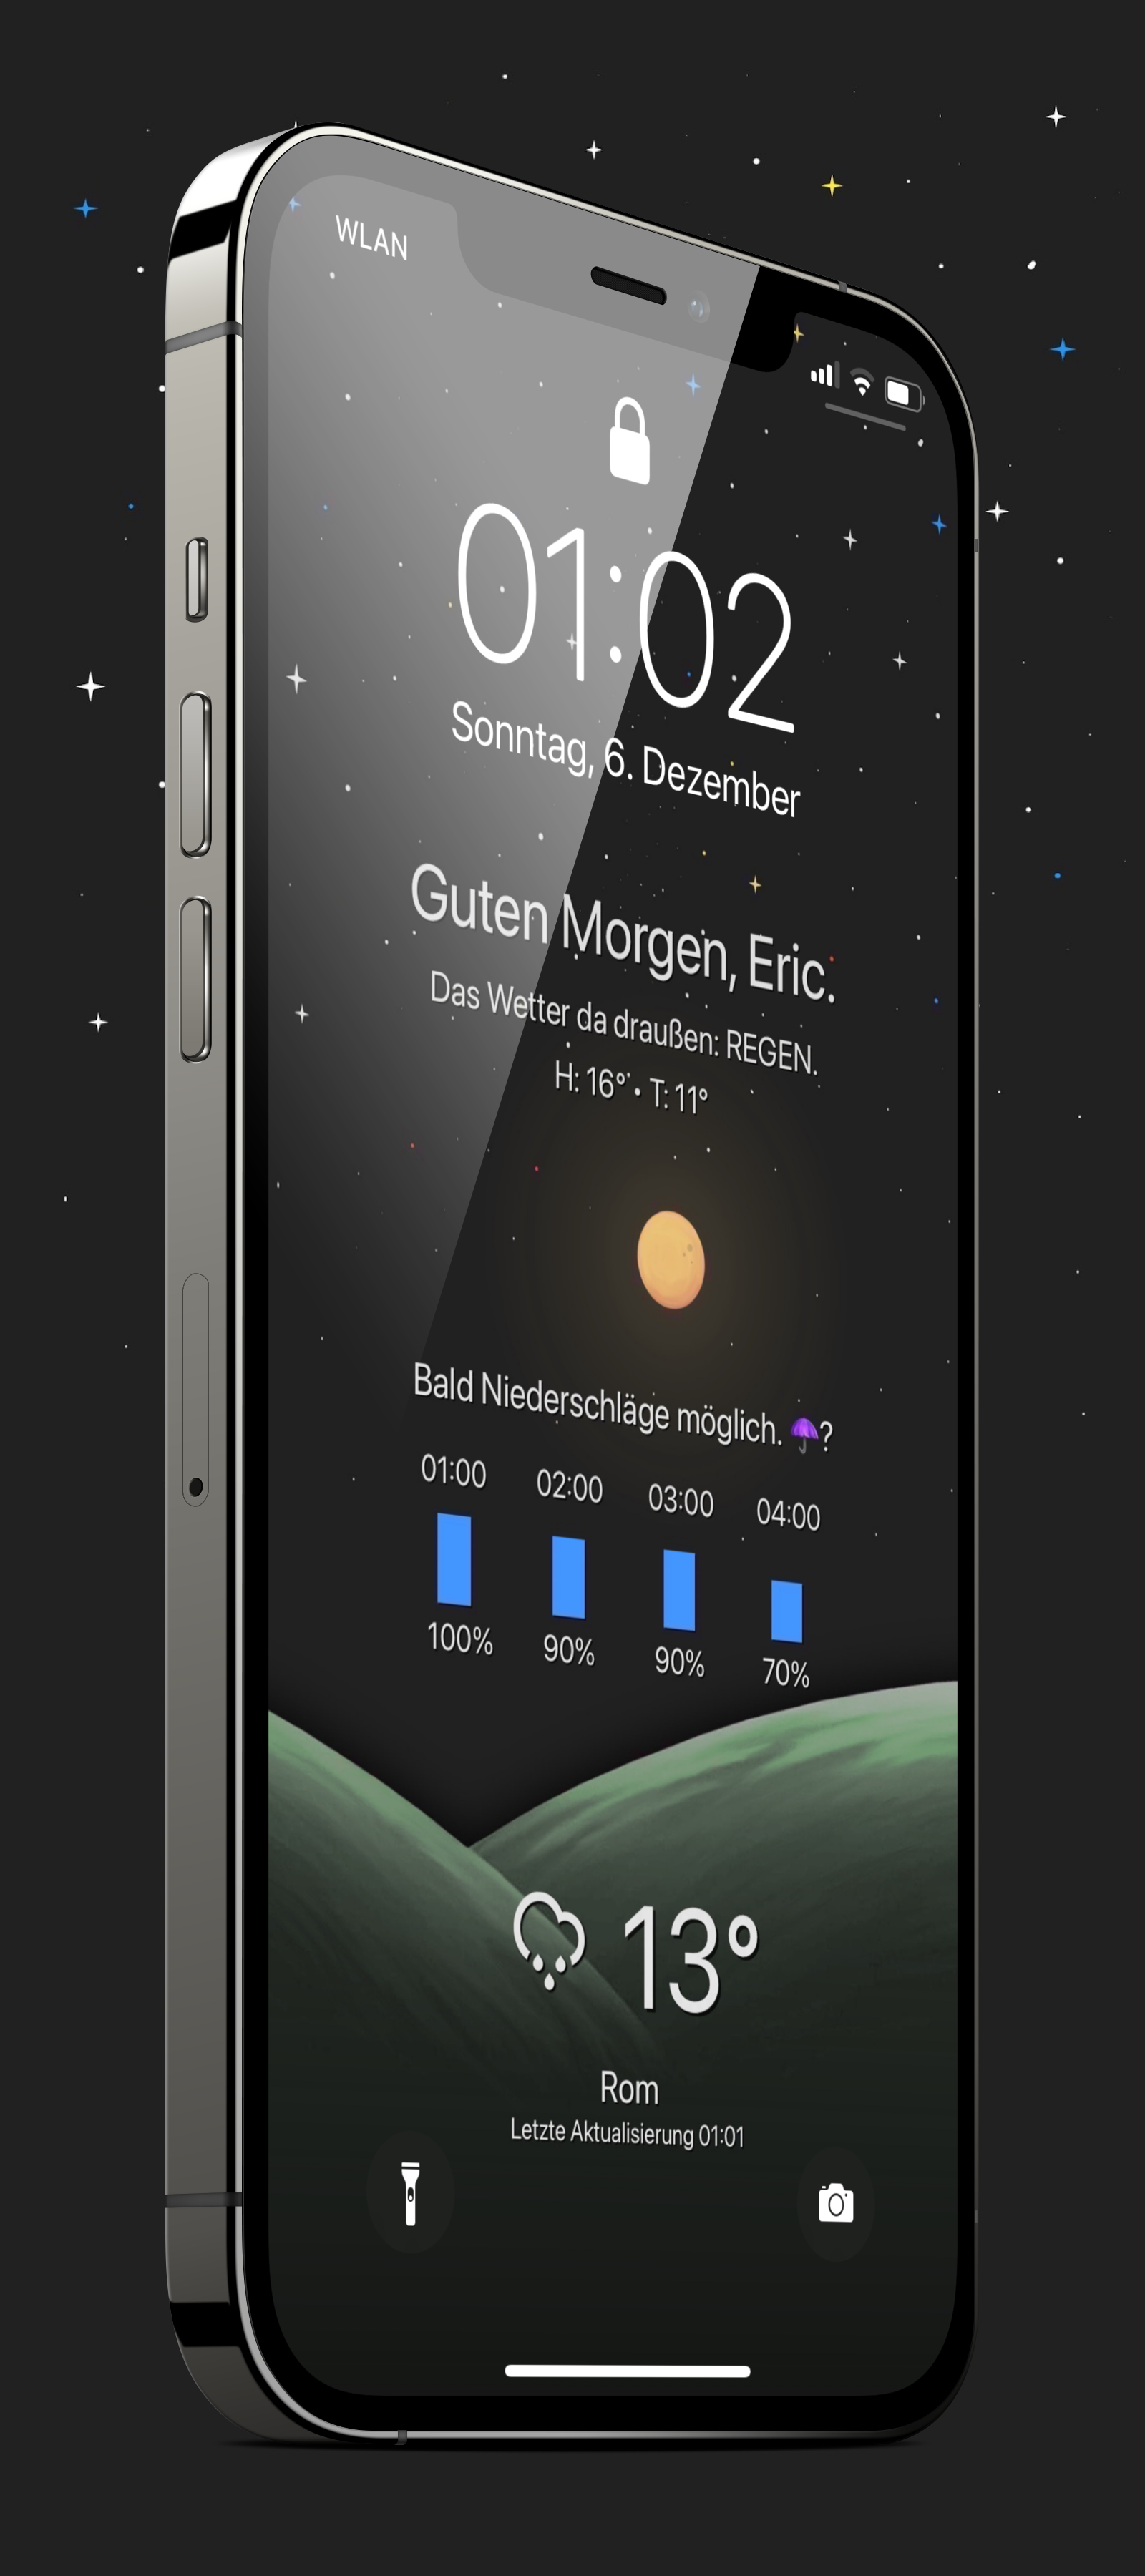 WLAN
01:02
Sonntag, 6. Dezember
Guten Morgen, Eric.
Das Wetter da draußen: REGEN.
H: 16° • T: 11°
Bald Niederschläge möglich. ☂?
01:00 02:00 03:00 04:00
100% 90% 90% 70%
13°
Rom
Letzte Aktualisierung 01:01